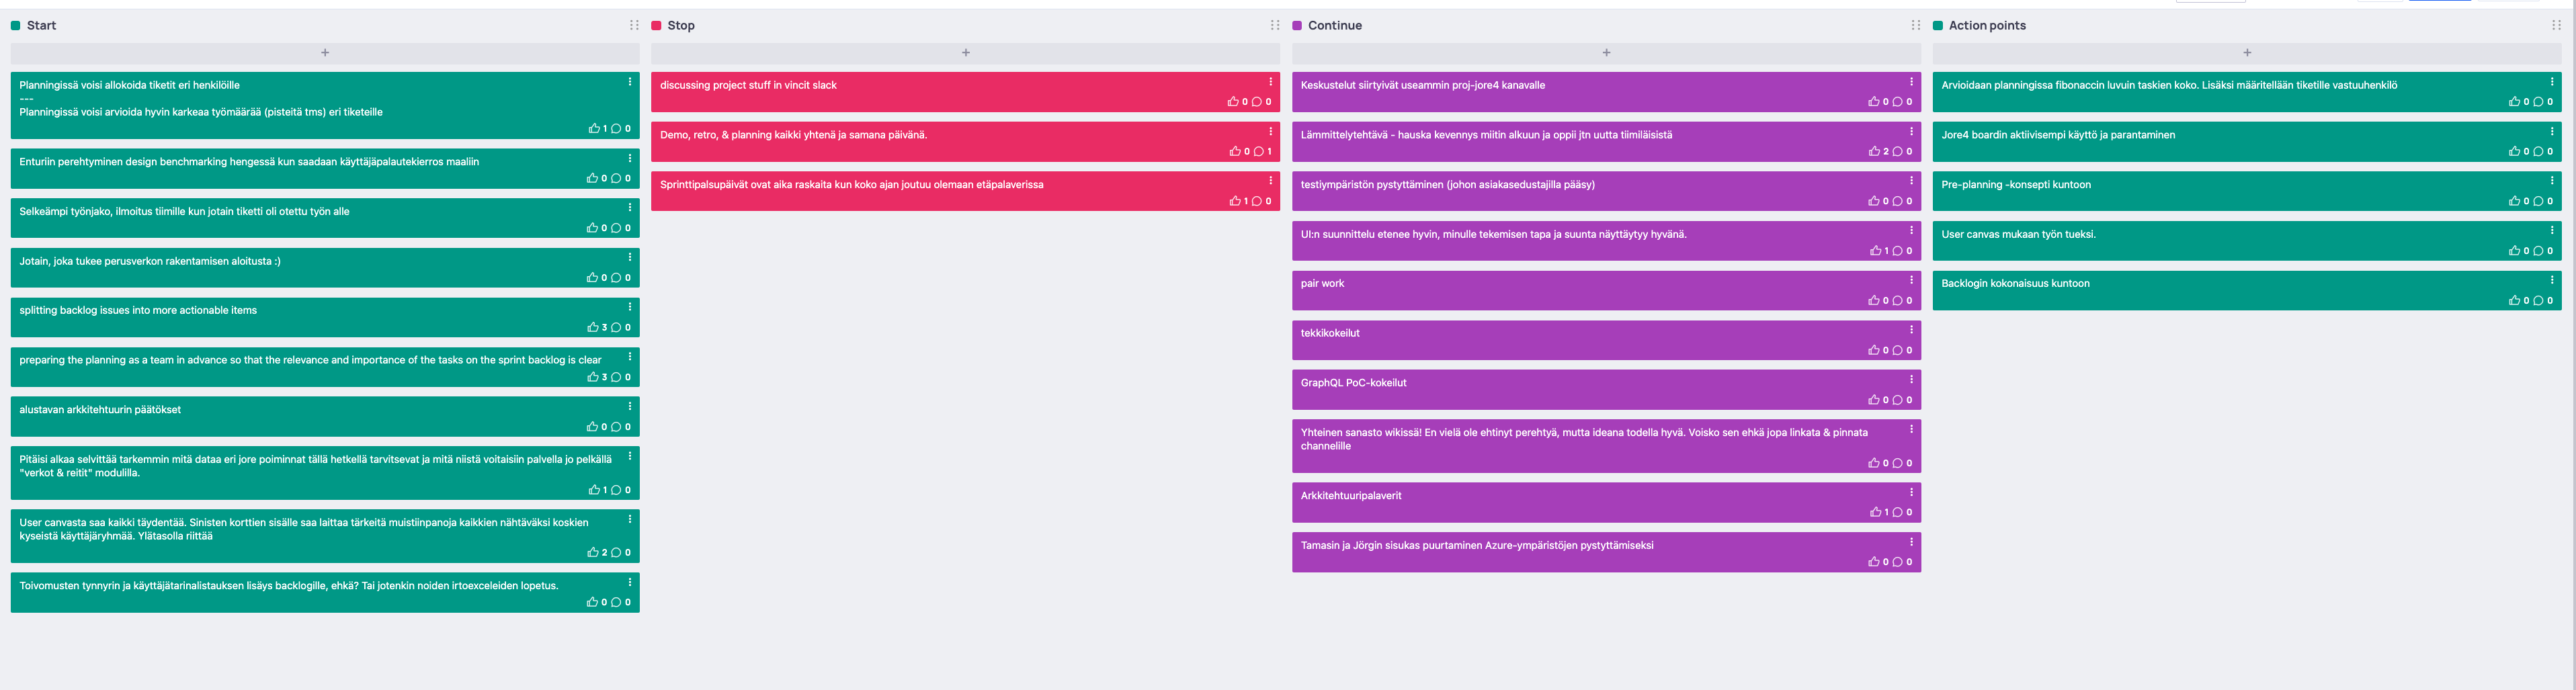 Start
+
Planningissä voisi allokoida tiketit eri henkilöille
---
Planningissä voisi arvioida hyvin karkeaa työmäärää (pisteitä tms) eri tiketeille
1 0
Enturiin perehtyminen design benchmarking hengessä kun saadaan käyttäjäpalautekierros maaliin
0 0
Selkeämpi työnjako, ilmoitus tiimille kun jotain tiketti oli otettu työn alle
0 0
Jotain, joka tukee perusverkon rakentamisen aloitusta :)
0 0
splitting backlog issues into more actionable items
3 0
preparing the planning as a team in advance so that the relevance and importance of the tasks on the sprint backlog is clear
3 0
alustavan arkkitehtuurin päätökset
0 0
Pitäisi alkaa selvittää tarkemmin mitä dataa eri jore poiminnat tällä hetkellä tarvitsevat ja mitä niistä voitaisiin palvella jo pelkällä
"verkot & reitit" modulilla.
1 0
User canvasta saa kaikki täydentää. Sinisten korttien sisälle saa laittaa tärkeitä muistiinpanoja kaikkien nähtäväksi koskien
kyseistä käyttäjäryhmää. Ylätasolla riittää
2 0
Toivomusten tynnyrin ja käyttäjätarinalistauksen lisäys backlogille, ehkä? Tai jotenkin noiden irtoexceleiden lopetus.
0 0
Stop
+
discussing project stuff in vincit slack
0 0
Demo, retro, & planning kaikki yhtenä ja samana päivänä.
0 1
Sprinttipalsupäivät ovat aika raskaita kun koko ajan joutuu olemaan etäpalaverissa
1 0
Continue
+
Keskustelut siirtyivät useammin proj-jore4 kanavalle
0 0
Lämmittelytehtävä - hauska kevennys miitin alkuun ja oppii jtn uutta tiimiläisistä
2 0
testiympäristön pystyttäminen (johon asiakasedustajilla pääsy)
0 0
UI:n suunnittelu etenee hyvin, minulle tekemisen tapa ja suunta näyttäytyy hyvänä.
1 0
pair work
0 0
tekkikokeilut
0 0
GraphQL PoC-kokeilut
0 0
Yhteinen sanasto wikissä! En vielä ole ehtinyt perehtyä, mutta ideana todella hyvä. Voisko sen ehkä jopa linkata & pinnata
channelille
0 0
Arkkitehtuuripalaverit
1 0
Tamasin ja Jörgin sisukas puurtaminen Azure-ympäristöjen pystyttämiseksi
0 0
Action points
+
Arvioidaan planningissa fibonaccin luvuin taskien koko. Lisäksi määritellään tiketille vastuuhenkilö
0 0
Jore4 boardin aktiivisempi käyttö ja parantaminen
0 0
Pre-planning -konsepti kuntoon
0 0
User canvas mukaan työn tueksi.
0 0
Backlogin kokonaisuus kuntoon
0 0